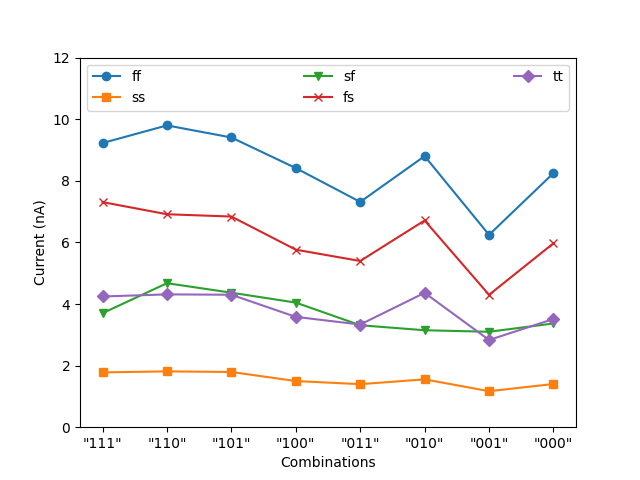 12
10
8
6
4
2
0
Current (nA)
ff
ss
sf
fs
tt
"111" "110" "101" "100" "011" "010" "001" "000"
Combinations